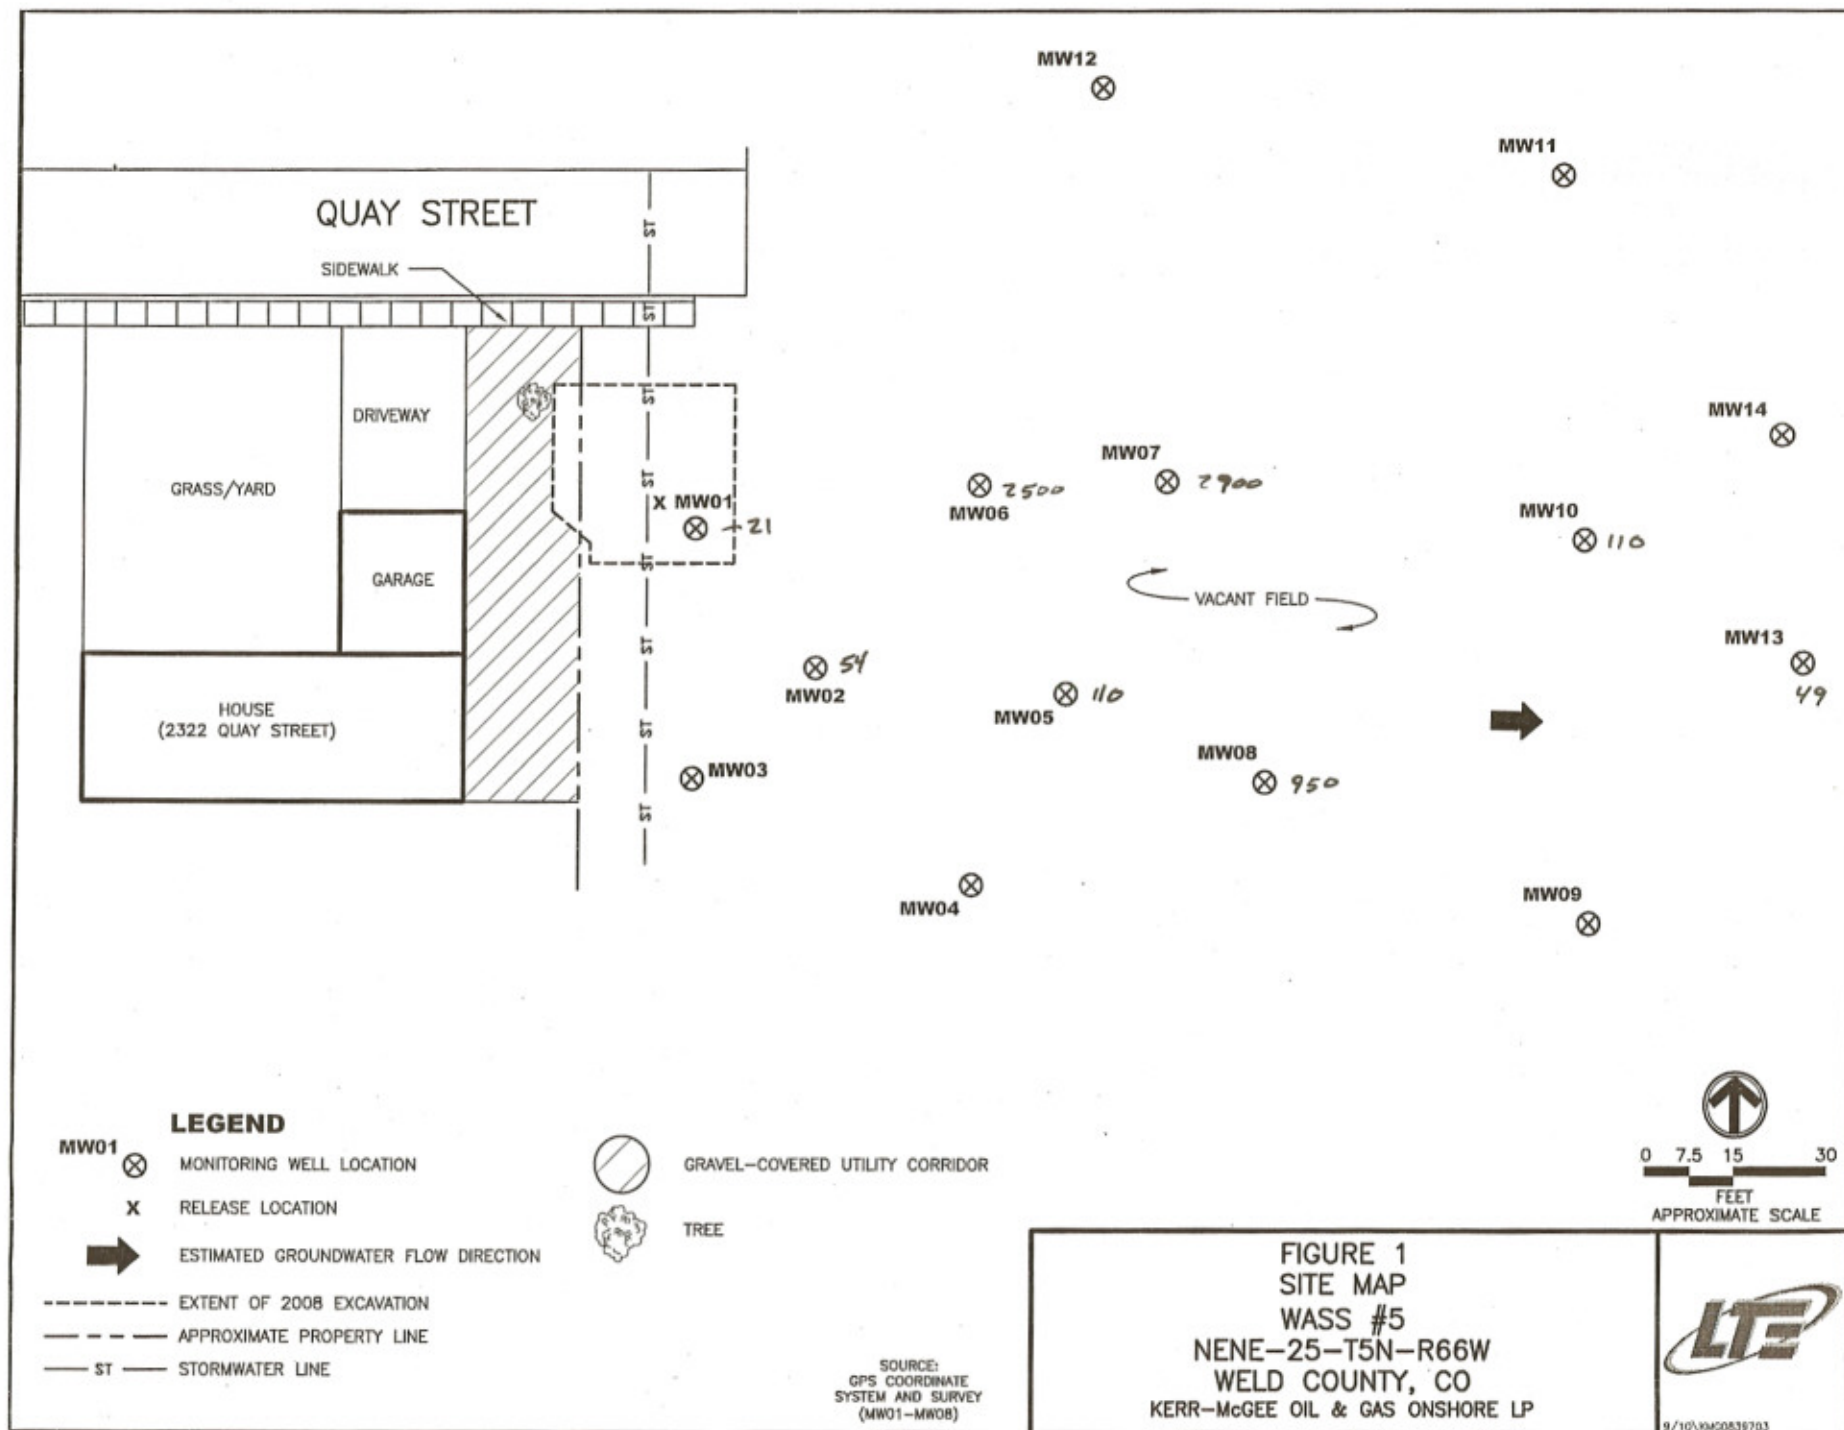 MW12
MW11
QUAY STREET
ST
SIDEWALK
ST
DRIVEWAY
ST
MW14
MW07
GRASS/YARD
ST
2500
2900
MW06
X MW01
21
MW10
110
ST
GARAGE
VACANT FIELD
ST
MW13
54
MW02
110
49
MW05
HOUSE
(2322 QUAY STREET)
ST
MW08
950
MW03
ST
MW04
MW09
LEGEND
MW01
MONITORING WELL LOCATION
GRAVEL-COVERED UTILITY CORRIDOR
X RELEASE LOCATION
TREE
ESTIMATED GROUNDWATER FLOW DIRECTION
EXTENT OF 2008 EXCAVATION
APPROXIMATE PROPERTY LINE
ST STORMWATER LINE
SOURCE:
GPS COORDINATE
SYSTEM AND SURVEY
(MW01-MW08)
0 7.5 15 30
FEET
APPROXIMATE SCALE
FIGURE 1
SITE MAP
WASS #5
NENE-25-T5N-R66W
WELD COUNTY, CO
KERR-McGEE OIL & GAS ONSHORE LP
LTE